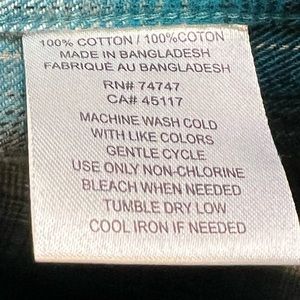 100% COTTON / 100%COTON
MADE IN BANGLADESH
FABRIQUÉ AU BANGLADESH
RN# 74747
CA# 45117
MACHINE WASH COLD
WITH LIKE COLORS
GENTLE CYCLE
USE ONLY NON-CHLORINE
BLEACH WHEN NEEDED
TUMBLE DRY LOW
COOL IRON IF NEEDED